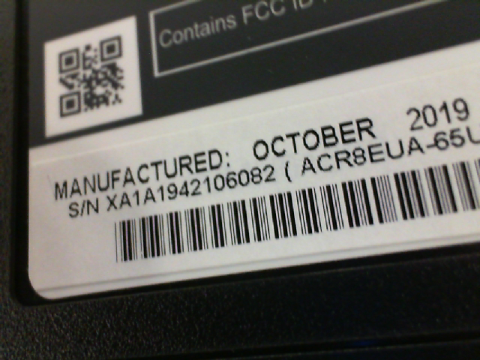 Contains FCC ID
MANUFACTURED: OCTOBER 2019
S/N XA1A1942106082 ( ACR8EUA-65U